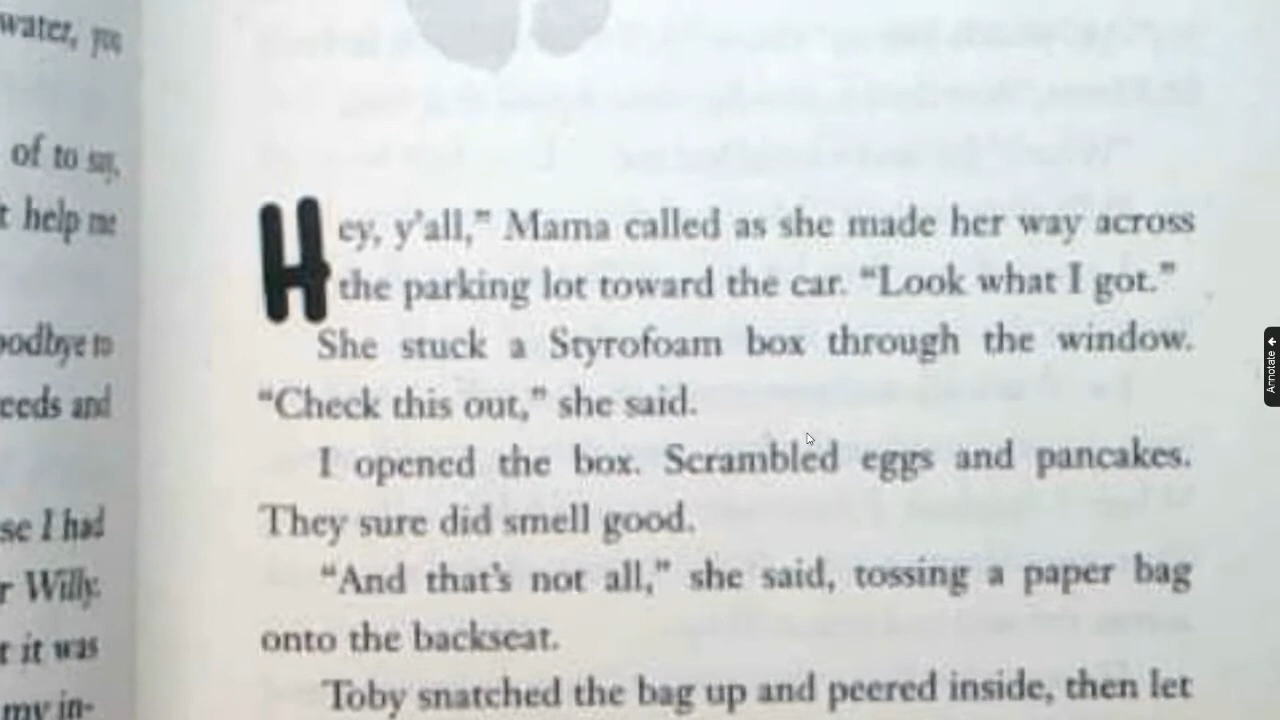 water, you
of to say,
t help me
oodbye to
eeds and
se I had
r Willy.
t it was
my in-
Hey, y'all," Mama called as she made her way across
the parking lot toward the car. "Look what I got."
She stuck a Styrofoam box through the window.
"Check this out," she said.
I opened the box. Scrambled eggs and pancakes.
They sure did smell good.
"And that's not all," she said, tossing a paper bag
onto the backseat.
Toby snatched the bag up and peered inside, then let
Annotate